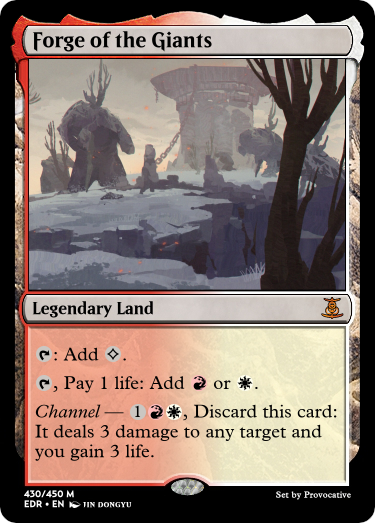 Forge of the Giants
Legendary Land
: Add .
, Pay 1 life: Add or .
Channel — 1, Discard this card:
It deals 3 damage to any target and
you gain 3 life.
430/450 M
EDR • EN JIN DONGYU
Set by Provocative